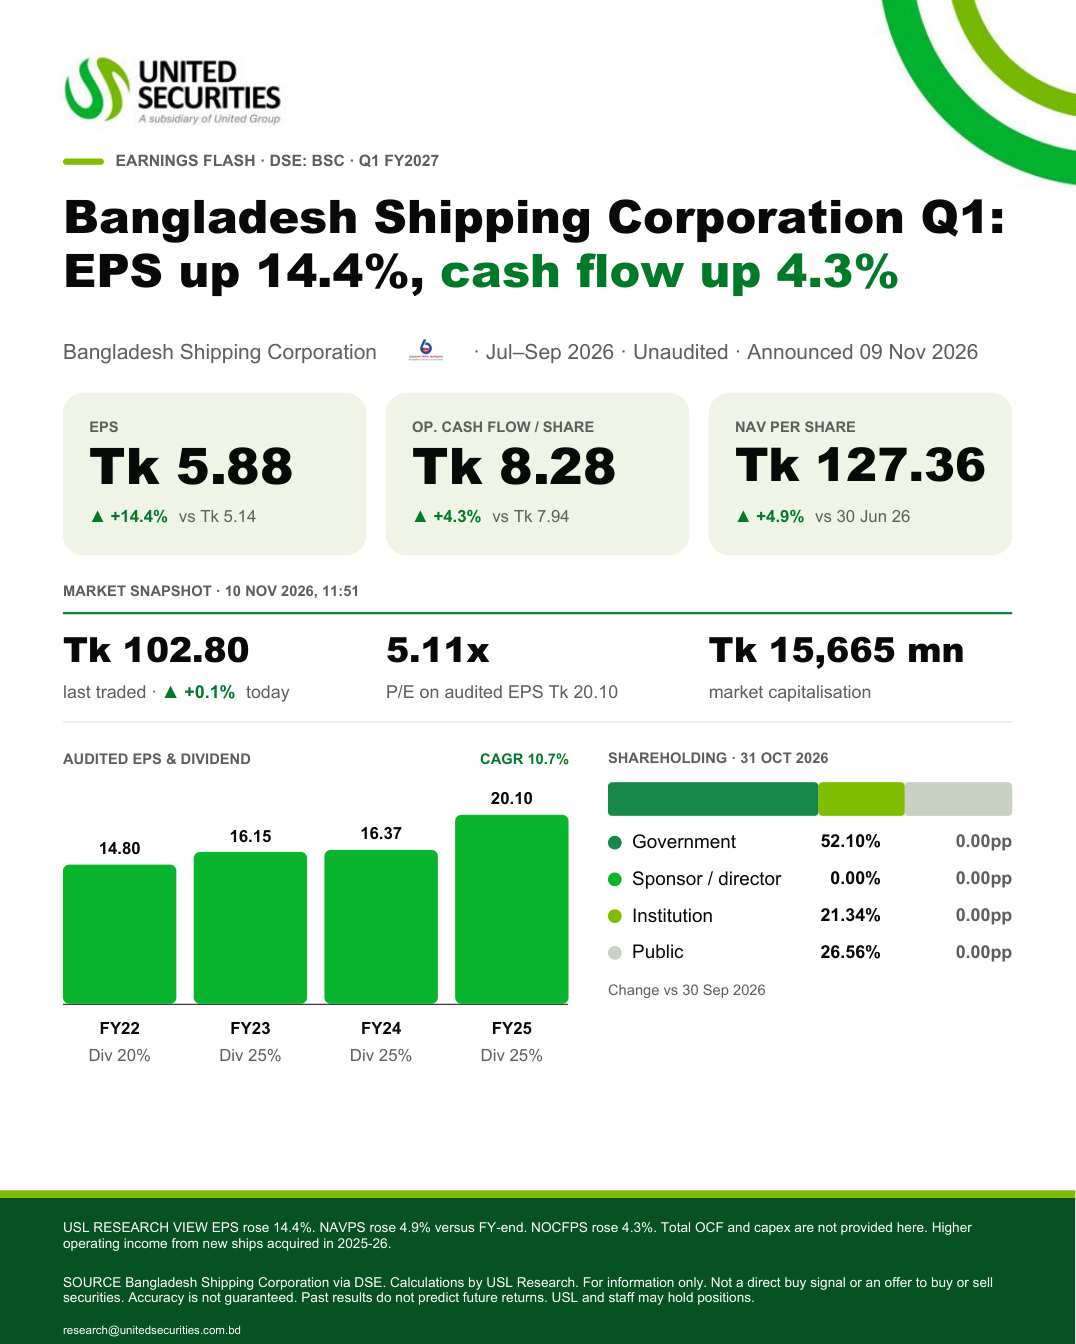 UNITED
SECURITIES
A subsidiary of United Group
EARNINGS FLASH · DSE: BSC · Q1 FY2027
Bangladesh Shipping Corporation Q1:
EPS up 14.4%, cash flow up 4.3%
Bangladesh Shipping Corporation · Jul–Sep 2026 · Unaudited · Announced 09 Nov 2026
EPS
Tk 5.88
▲ +14.4% vs Tk 5.14
OP. CASH FLOW / SHARE
Tk 8.28
▲ +4.3% vs Tk 7.94
NAV PER SHARE
Tk 127.36
▲ +4.9% vs 30 Jun 26
MARKET SNAPSHOT · 10 NOV 2026, 11:51
Tk 102.80
last traded · ▲ +0.1% today
5.11x
P/E on audited EPS Tk 20.10
Tk 15,665 mn
market capitalisation
AUDITED EPS & DIVIDEND CAGR 10.7%
14.80 16.15 16.37 20.10
FY22 FY23 FY24 FY25
Div 20% Div 25% Div 25% Div 25%
SHAREHOLDING · 31 OCT 2026
Government 52.10% 0.00pp
Sponsor / director 0.00% 0.00pp
Institution 21.34% 0.00pp
Public 26.56% 0.00pp
Change vs 30 Sep 2026
USL RESEARCH VIEW EPS rose 14.4%. NAVPS rose 4.9% versus FY-end. NOCFPS rose 4.3%. Total OCF and capex are not provided here. Higher
operating income from new ships acquired in 2025-26.
SOURCE Bangladesh Shipping Corporation via DSE. Calculations by USL Research. For information only. Not a direct buy signal or an offer to buy or sell
securities. Accuracy is not guaranteed. Past results do not predict future returns. USL and staff may hold positions.
research@unitedsecurities.com.bd